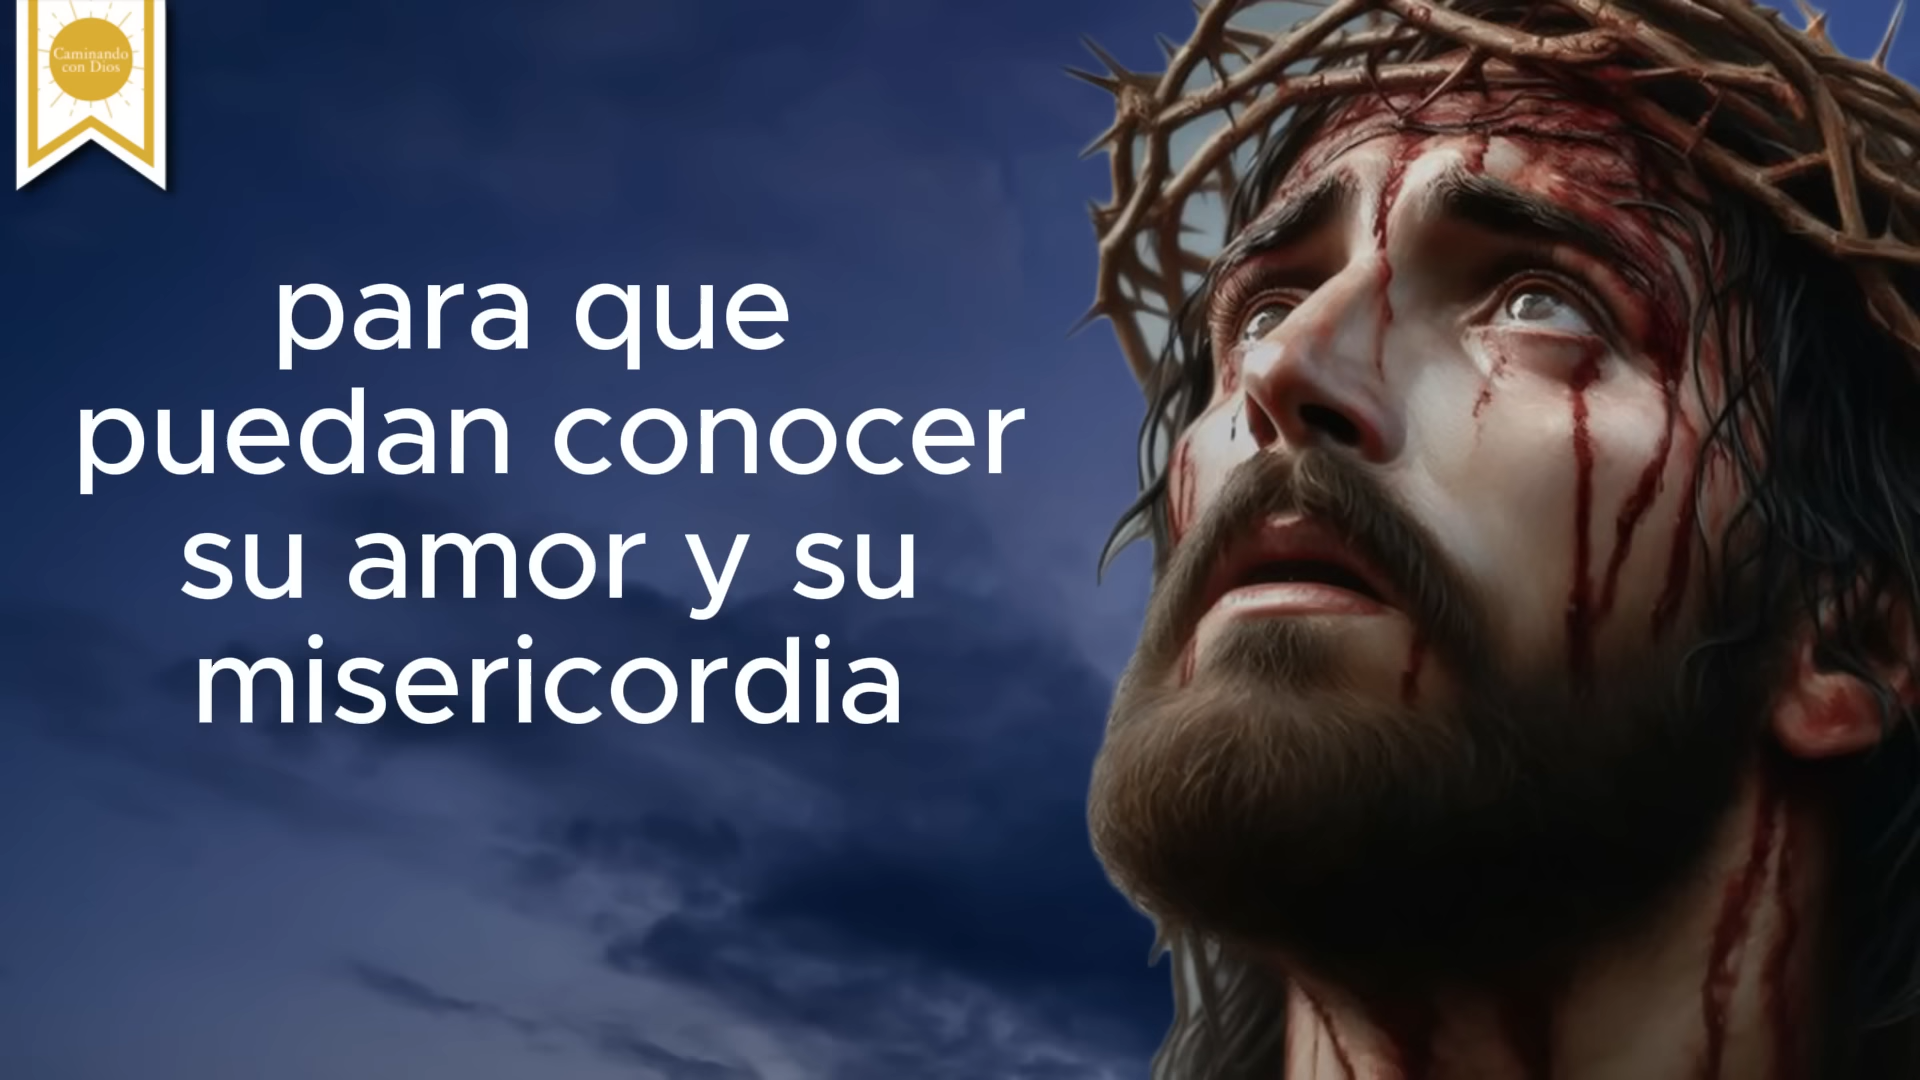 Caminando
con Dios
para que
puedan conocer
su amor y su
misericordia